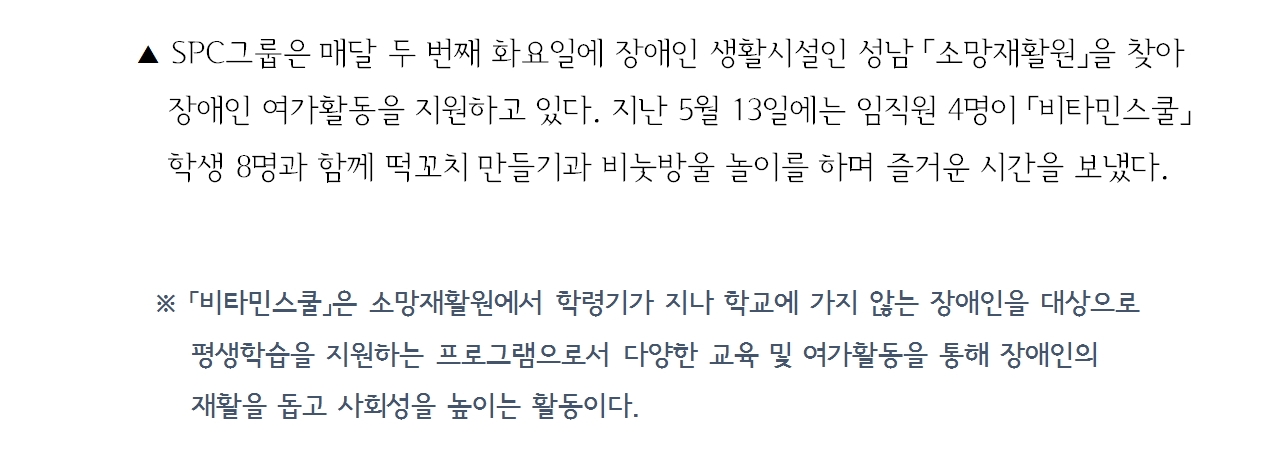 ▲ SPC그룹은 매달 두 번째 화요일에 장애인 생활시설인 성남 「소망재활원」을 찾아
장애인 여가활동을 지원하고 있다. 지난 5월 13일에는 임직원 4명이 「비타민스쿨」
학생 8명과 함께 떡꼬치 만들기과 비눗방울 놀이를 하며 즐거운 시간을 보냈다.
※ 「비타민스쿨」은 소망재활원에서 학령기가 지나 학교에 가지 않는 장애인을 대상으로
평생학습을 지원하는 프로그램으로서 다양한 교육 및 여가활동을 통해 장애인의
재활을 돕고 사회성을 높이는 활동이다.